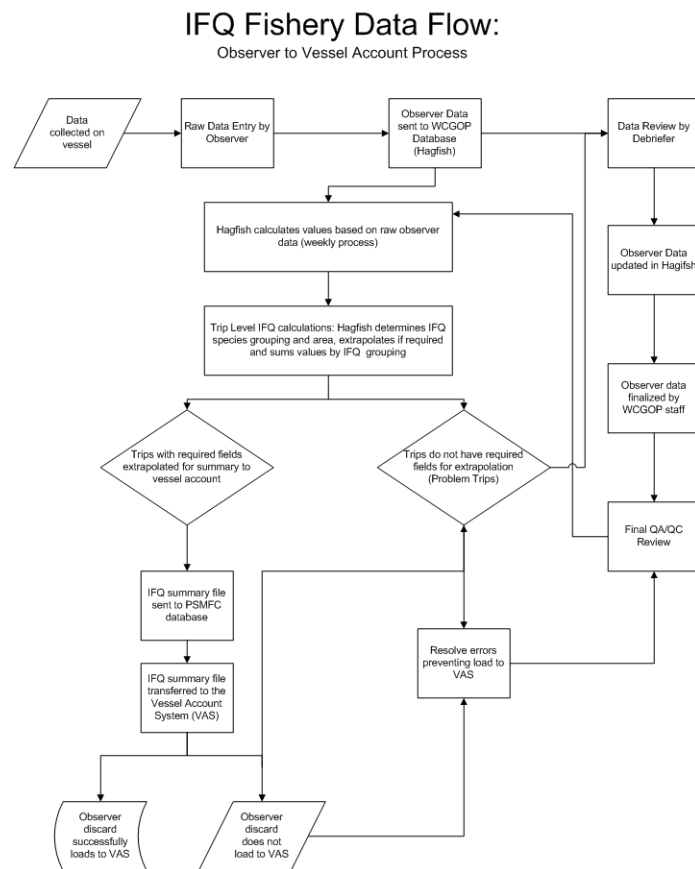 IFQ Fishery Data Flow:
Observer to Vessel Account Process
Data
collected on
vessel
Raw Data Entry by
Observer
Observer Data
sent to WCGOP
Database
(Hagfish)
Data Review by
Debriefer
Hagfish calculates values based on raw observer
data (weekly process)
Observer Data
updated in Hagifsh
Trip Level IFQ calculations: Hagfish determines IFQ
species grouping and area, extrapolates if required
and sums values by IFQ grouping
Observer data
finalized by
WCGOP staff
Trips with required fields
extrapolated for summary to
vessel account
Trips do not have required
fields for extrapolation
(Problem Trips)
Final QA/QC
Review
IFQ summary file
sent to PSMFC
database
Resolve errors
preventing load to
VAS
IFQ summary file
transferred to the
Vessel Account
System (VAS)
Observer
discard
successfully
loads to VAS
Observer
discard does
not load to VAS